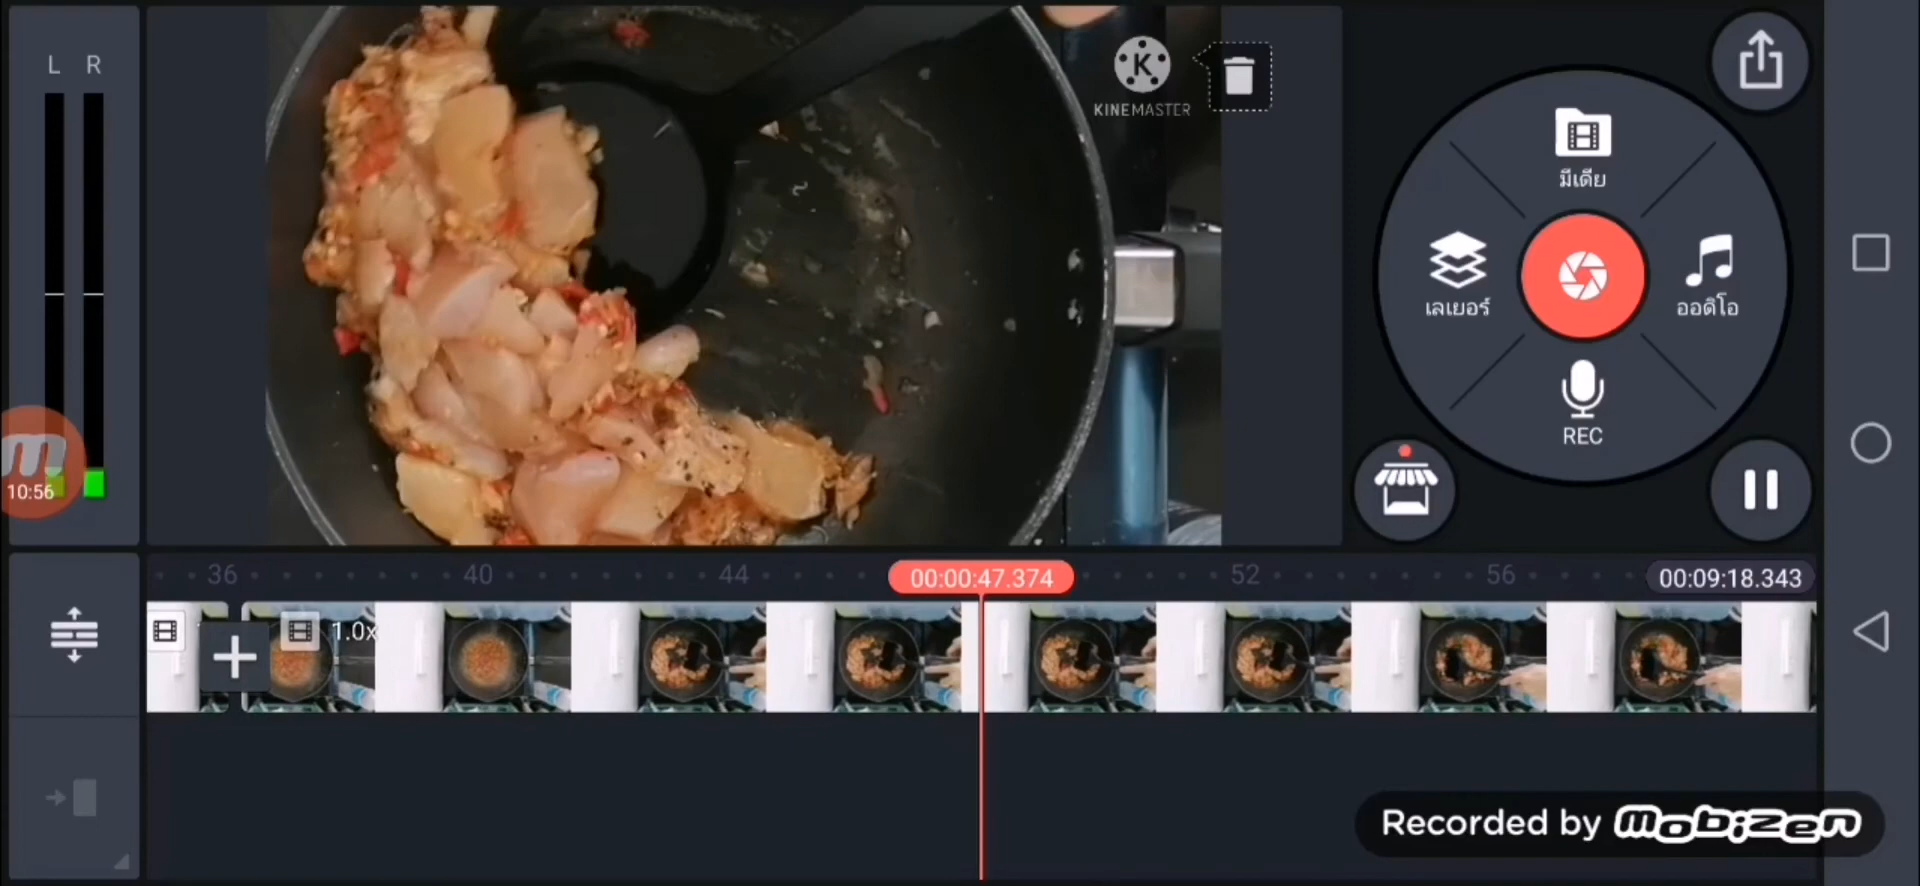 L R
KINEMASTER
มีเดีย
เลเยอร์
ออดิโอ
REC
10:56
36 40 44 00:00:47.374 52 56 00:09:18.343
1.0x
Recorded by mobizen